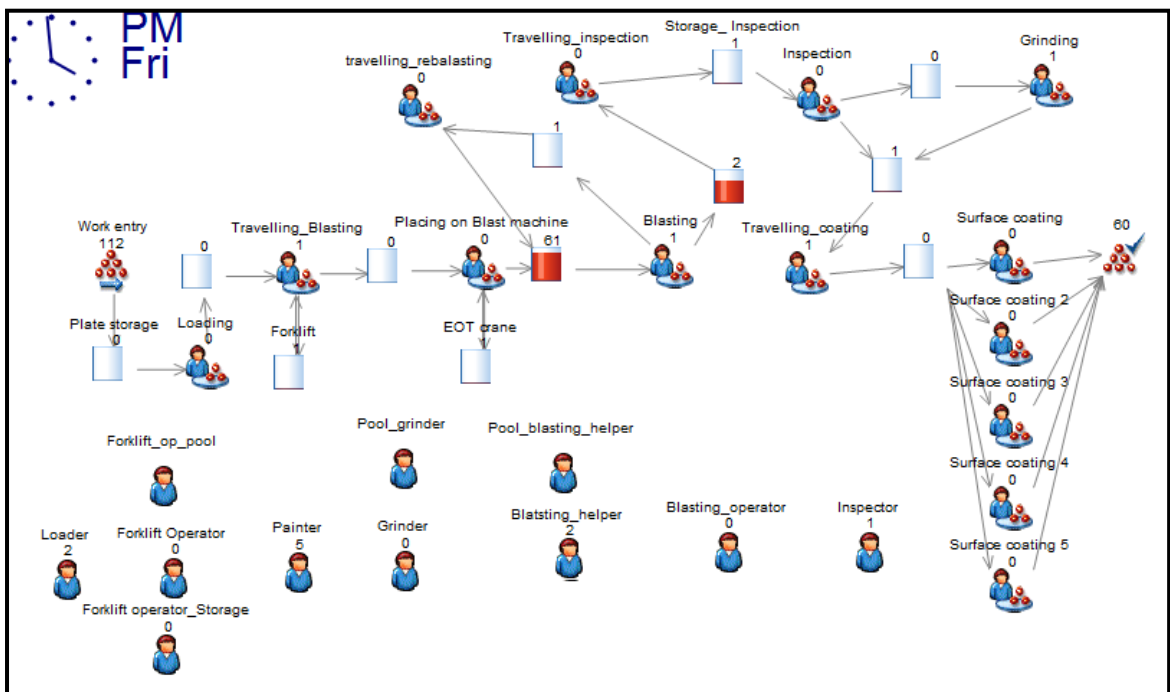 PM
Fri
travelling_rebalasting
0
Travelling_inspection
0
Storage_ Inspection
1
Inspection
0
0
Grinding
1
1
2
1
Work entry
112
0
Travelling_Blasting
1
0
Placing on Blast machine
0
61
Blasting
1
Travelling_coating
1
0
Surface coating
0
60
Plate storage
0
Loading
0
Forklift
1
EOT crane
1
Surface coating 2
0
Surface coating 3
0
Surface coating 4
0
Surface coating 5
0
Forklift_op_pool
Pool_grinder
Pool_blasting_helper
Loader
2
Forklift Operator
0
Painter
5
Grinder
0
Blatsting_helper
2
Blasting_operator
0
Inspector
1
Forklift operator_Storage
0